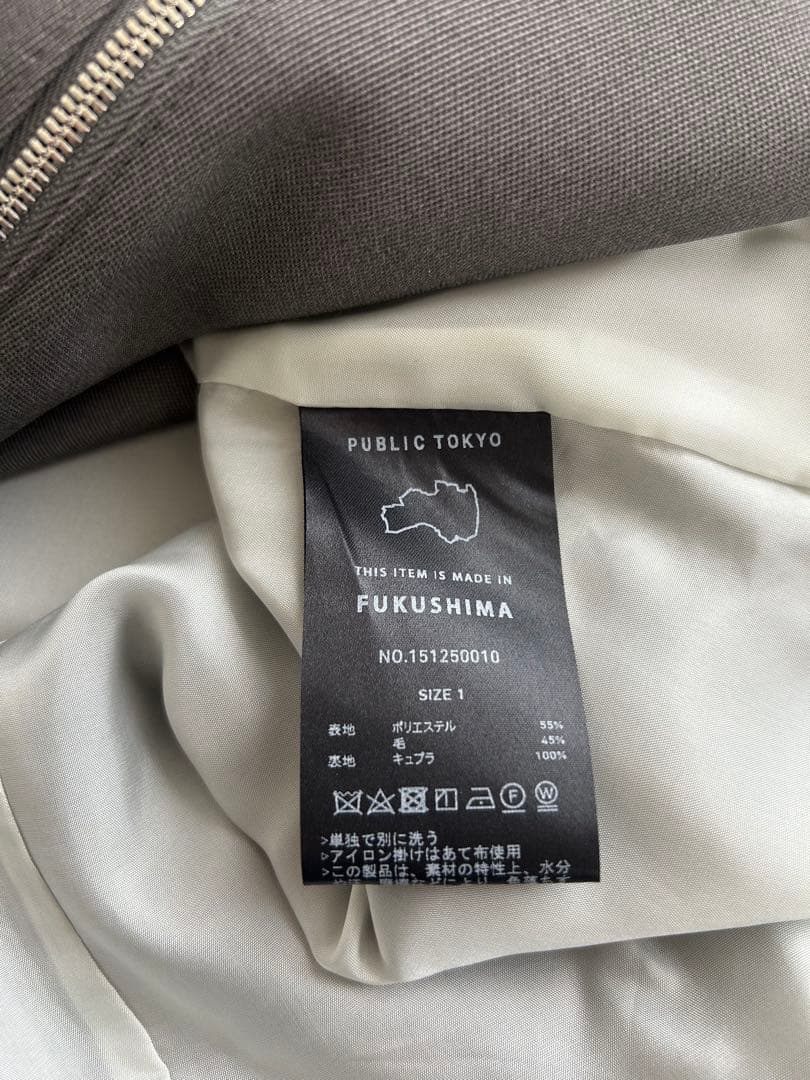 PUBLIC TOKYO
THIS ITEM IS MADE IN
FUKUSHIMA
NO.151250010
SIZE 1
表地 ポリエステル 55%
毛 45%
裏地 キュプラ 100%
F W
>単独で別に洗う
▷アイロン掛けはあて布使用
>この製品は、素材の特性上、水分